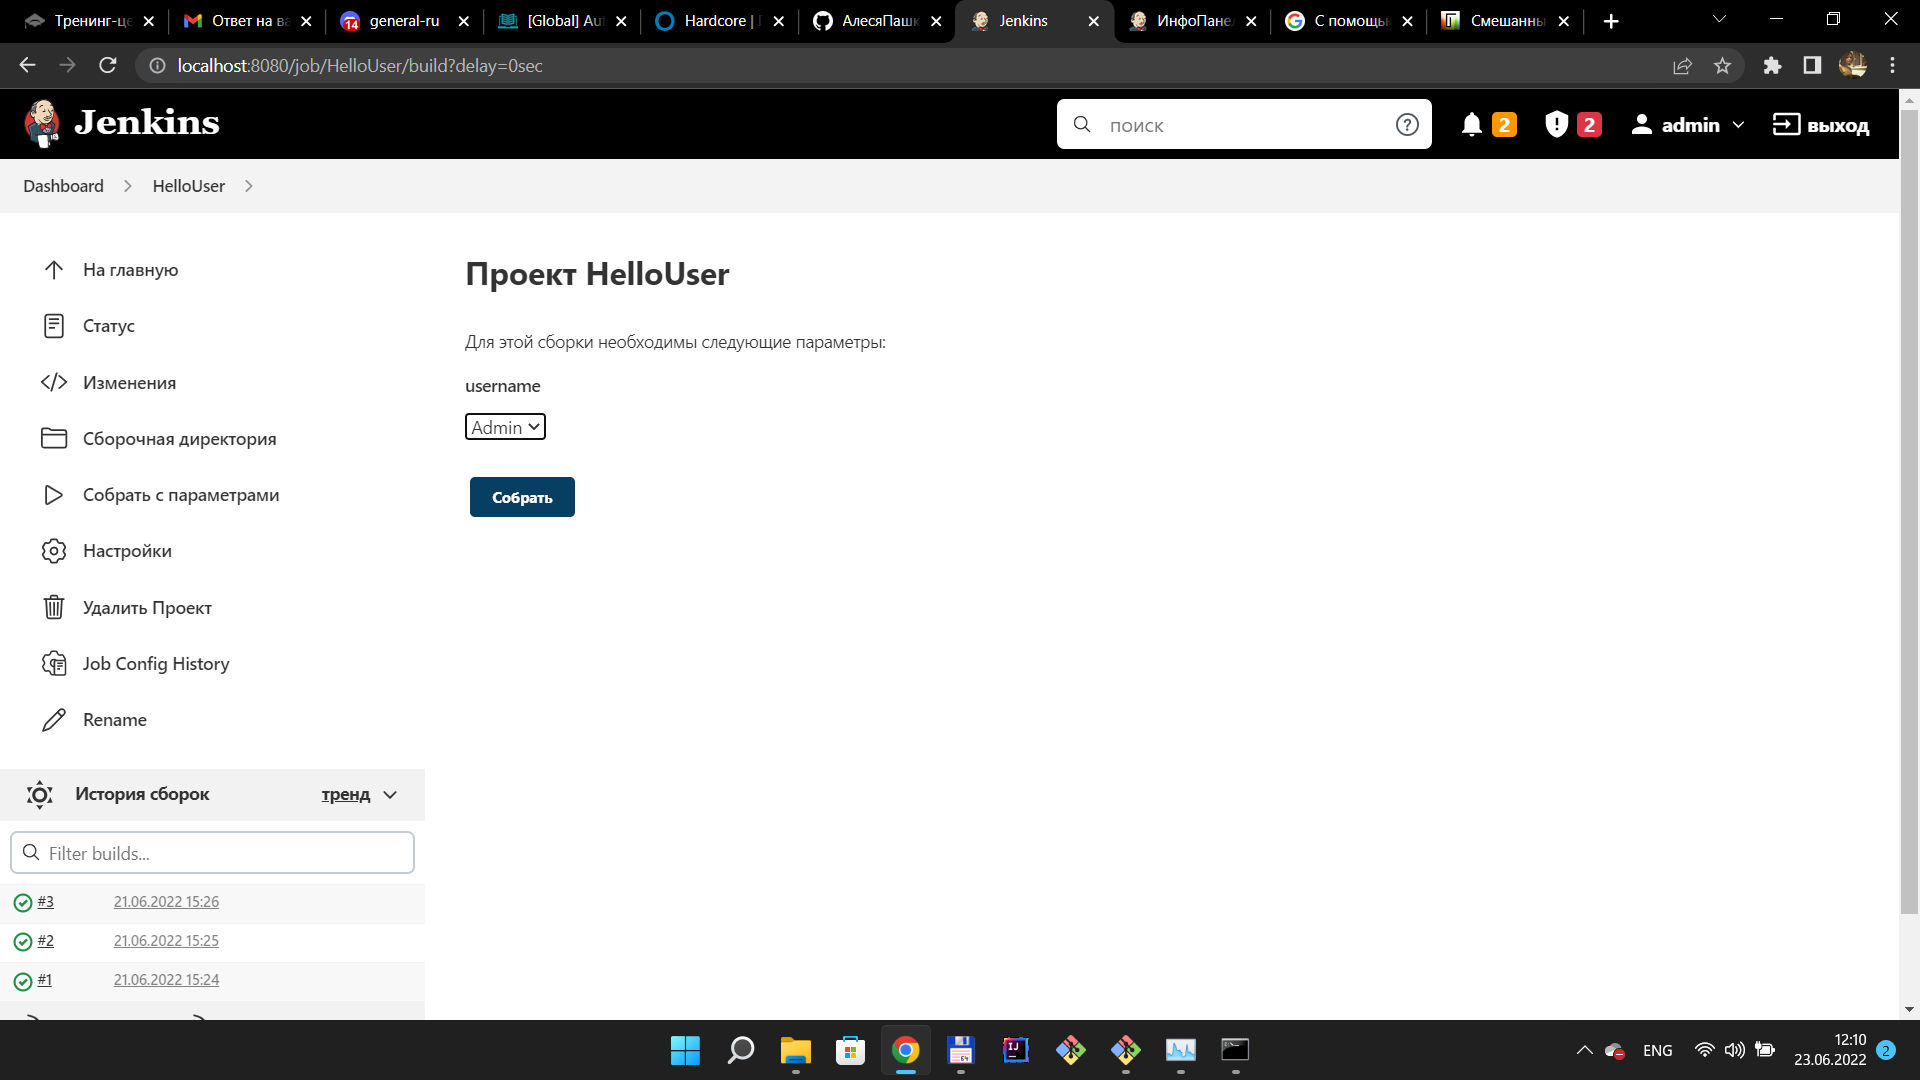 Тренинг-це
Ответ на ва
14
general-ru
[Global] Au
Hardcore | П
АлесяПашк
Jenkins
ИнфоПанел
С помощью
Смешанны
localhost:8080/job/HelloUser/build?delay=0sec
Jenkins
поиск
2
2
admin
выход
Dashboard
HelloUser
На главную
Статус
Изменения
Сборочная директория
Собрать с параметрами
Настройки
Удалить Проект
Job Config History
Rename
Проект HelloUser
Для этой сборки необходимы следующие параметры:
username
Admin
Собрать
История сборок
тренд
Filter builds...
#3 21.06.2022 15:26
#2 21.06.2022 15:25
#1 21.06.2022 15:24
ENG
12:10
23.06.2022
2